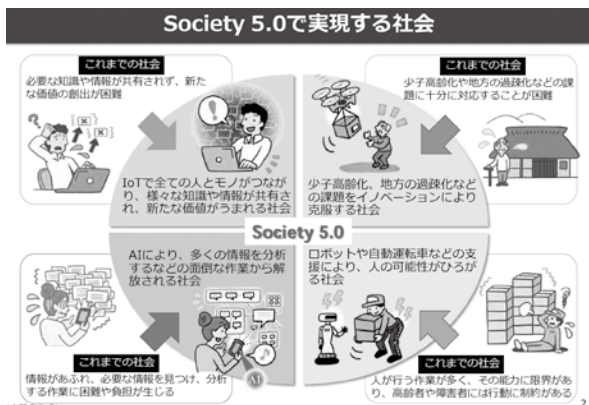 Society 5.0で実現する社会
これまでの社会
必要な知識や情報が共有されず、新た
な価値の創出が困難
これまでの社会
少子高齢化や地方の過疎化などの課
題に十分に対応することが困難
IoTで全ての人とモノがつなが
り、様々な知識や情報が共有さ
れ、新たな価値がうまれる社会
少子高齢化、地方の過疎化など
の課題をイノベーションにより
克服する社会
Society 5.0
AIにより、多くの情報を分析
するなどの面倒な作業から解
放される社会
ロボットや自動運転車などの支
援により、人の可能性がひろが
る社会
AI
これまでの社会
情報があふれ、必要な情報を見つけ、分析
する作業に困難や負担が生じる
これまでの社会
人が行う作業が多く、その能力に限界があ
り、高齢者や障害者には行動に制約がある
2